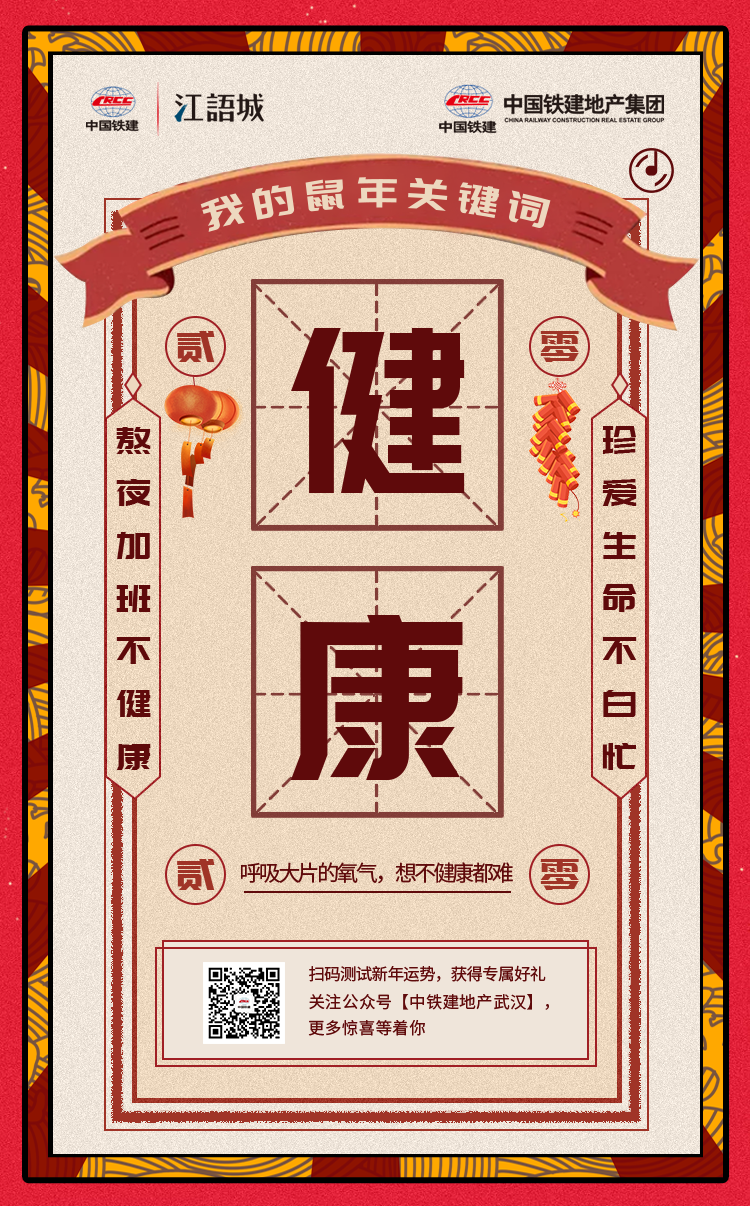 CRCC
中国铁建
江語城
CRCC
中国铁建
中国铁建地产集团
CHINA RAILWAY CONSTRUCTION REAL ESTATE GROUP
我的鼠年关键词
贰
零
健
康
熬夜加班不健康
珍爱生命不白忙
贰
零
呼吸大片的氧气，想不健康都难
扫码测试新年运势，获得专属好礼
关注公众号【中铁建地产武汉】，
更多惊喜等着你